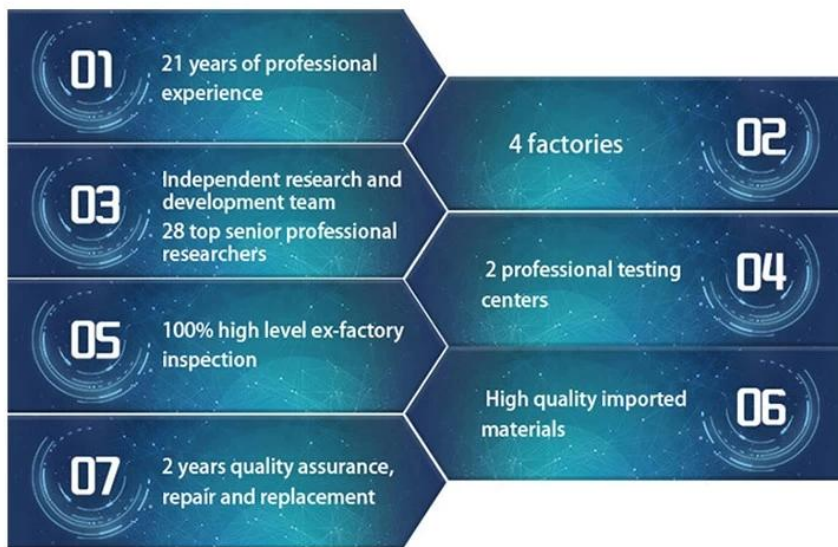 01
21 years of professional
experience
02
4 factories
03
Independent research and
development team
28 top senior professional
researchers
04
2 professional testing
centers
05
100% high level ex-factory
inspection
06
High quality imported
materials
07
2 years quality assurance,
repair and replacement